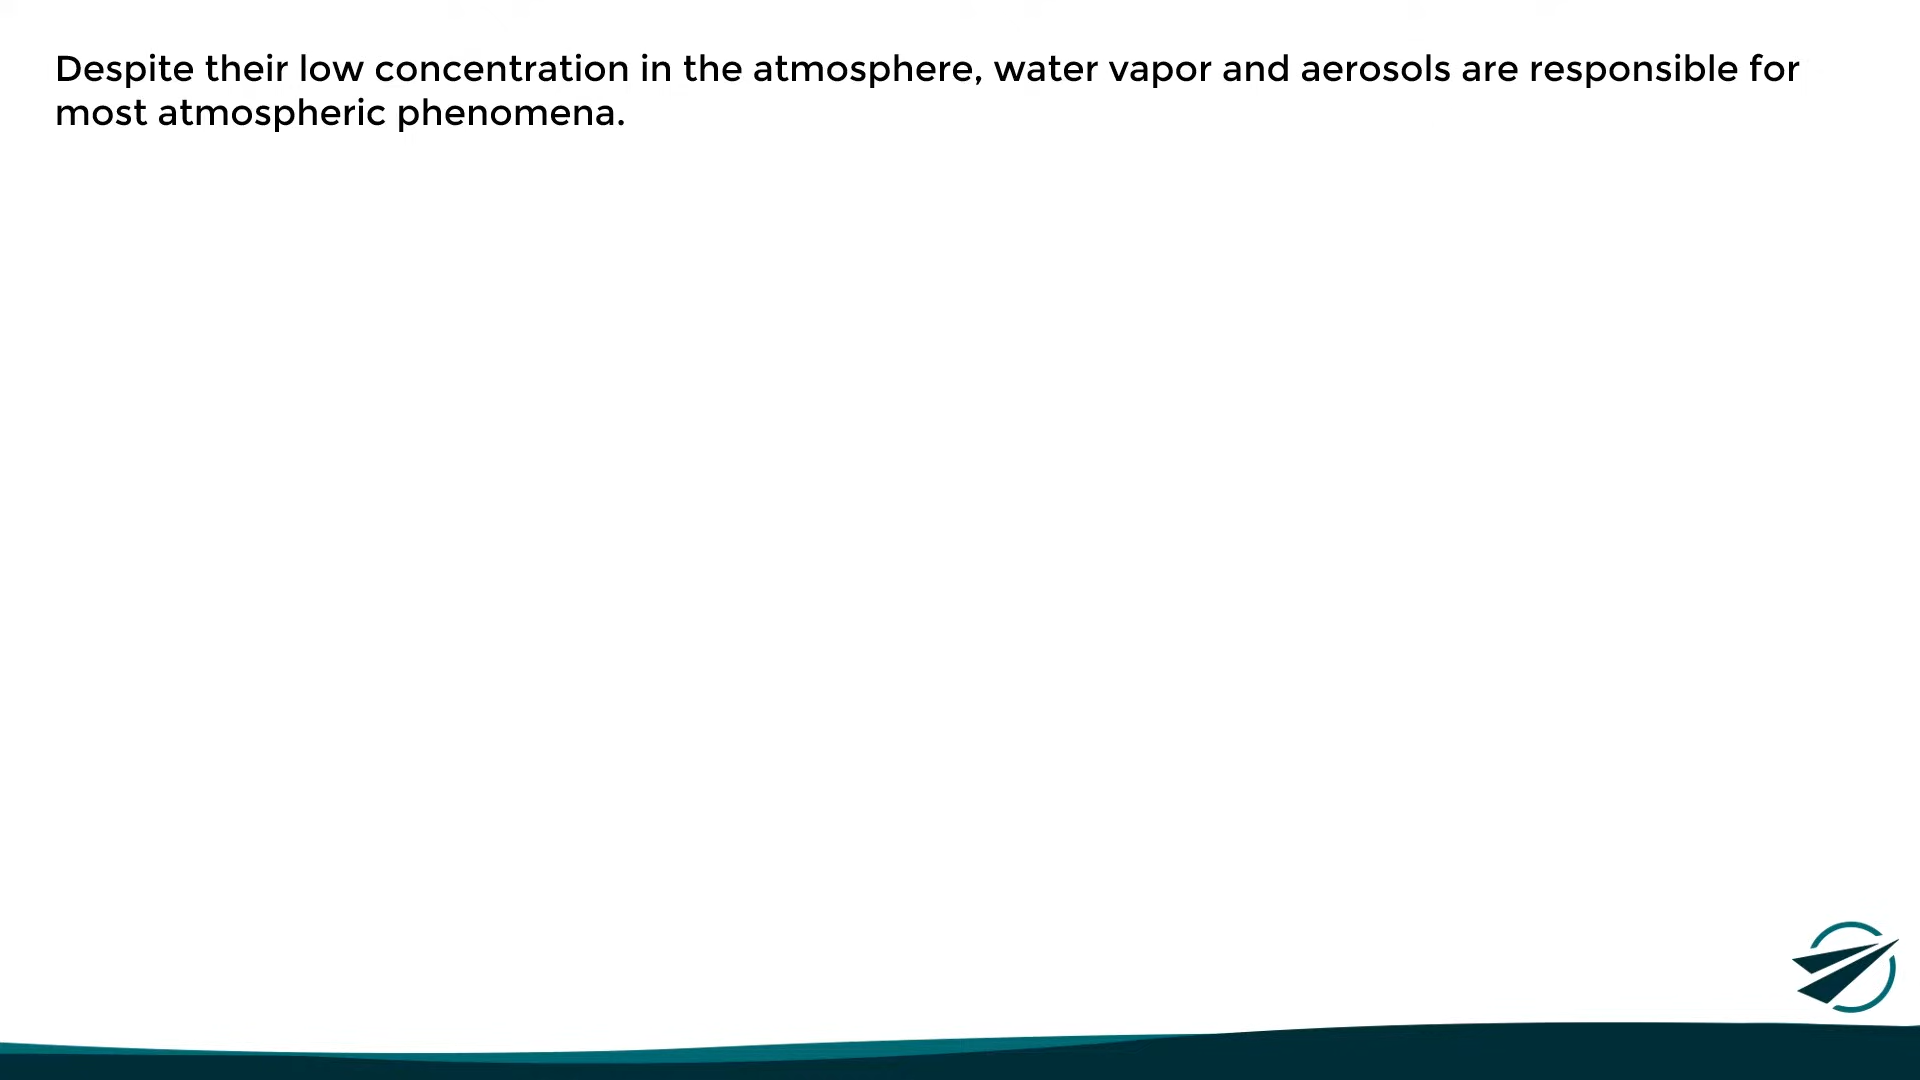 Despite their low concentration in the atmosphere, water vapor and aerosols are responsible for
most atmospheric phenomena.